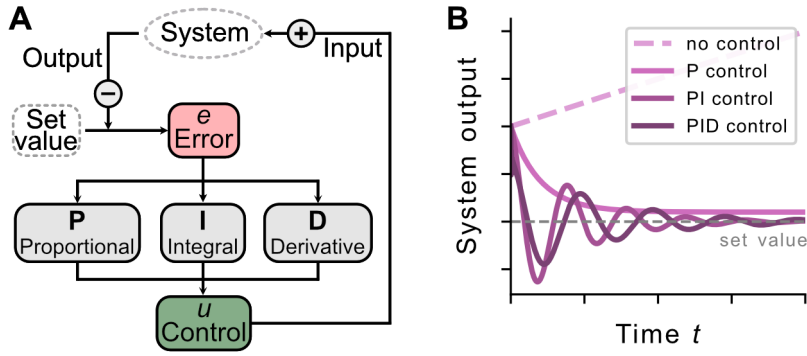 A
System
+
Output
Input
−
Set
value
e
Error
P
Proportional
I
Integral
D
Derivative
u
Control
B
System output
no control
P control
PI control
PID control
set value
Time t